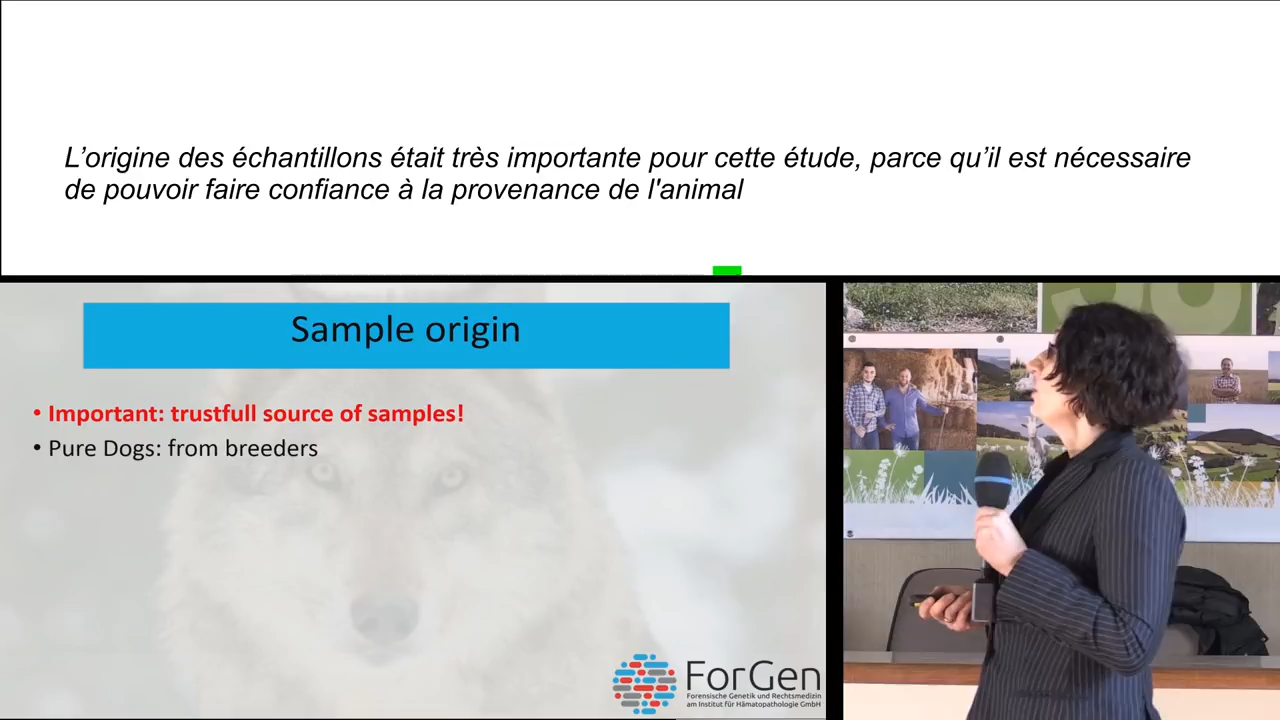 L'origine des échantillons était très importante pour cette étude, parce qu'il est nécessaire
de pouvoir faire confiance à la provenance de l'animal
Sample origin
• Important: trustfull source of samples!
• Pure Dogs: from breeders
ForGen
Forensische Genetik und Rechtsmedizin
am Institut für Hämatopathologie GmbH